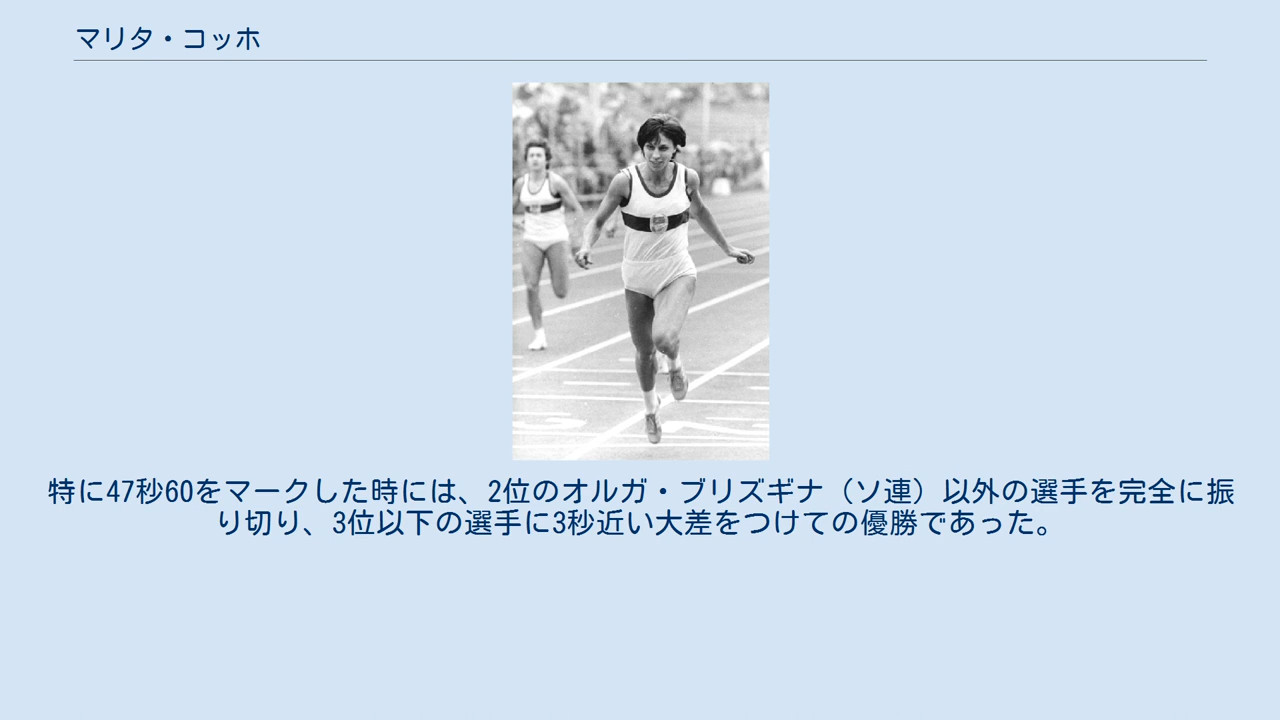 マリタ・コッホ
特に47秒60をマークした時には、2位のオルガ・ブリズギナ（ソ連）以外の選手を完全に振
り切り、3位以下の選手に3秒近い大差をつけての優勝であった。